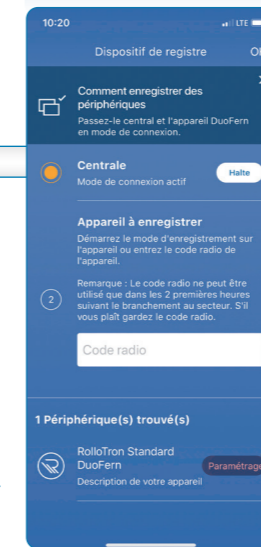 10:20
LTE
Dispositif de registre
Comment enregistrer des
périphériques
Passez-le central et l'appareil DuoFern
en mode de connexion.
Centrale
Mode de connexion actif
Halte
Appareil à enregistrer
Démarrez le mode d'enregistrement sur
l'appareil ou entrez le code radio de
l'appareil.
Remarque : Le code radio ne peut être
utilisé que dans les 2 premières heures
suivant le branchement au secteur. S'il
vous plaît gardez le code radio.
2
Code radio
1 Périphérique(s) trouvé(s)
RolloTron Standard
DuoFern
Paramétrage
Description de votre appareil